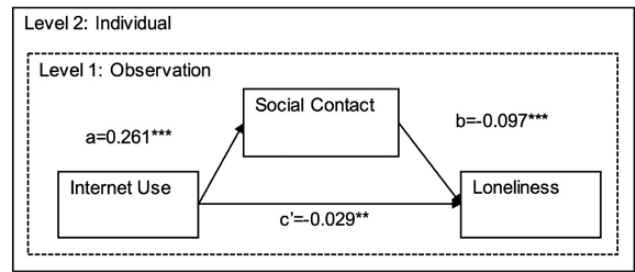 Level 2: Individual
Level 1: Observation
Social Contact
a=0.261***
b=-0.097***
Internet Use
Loneliness
c'=-0.029**